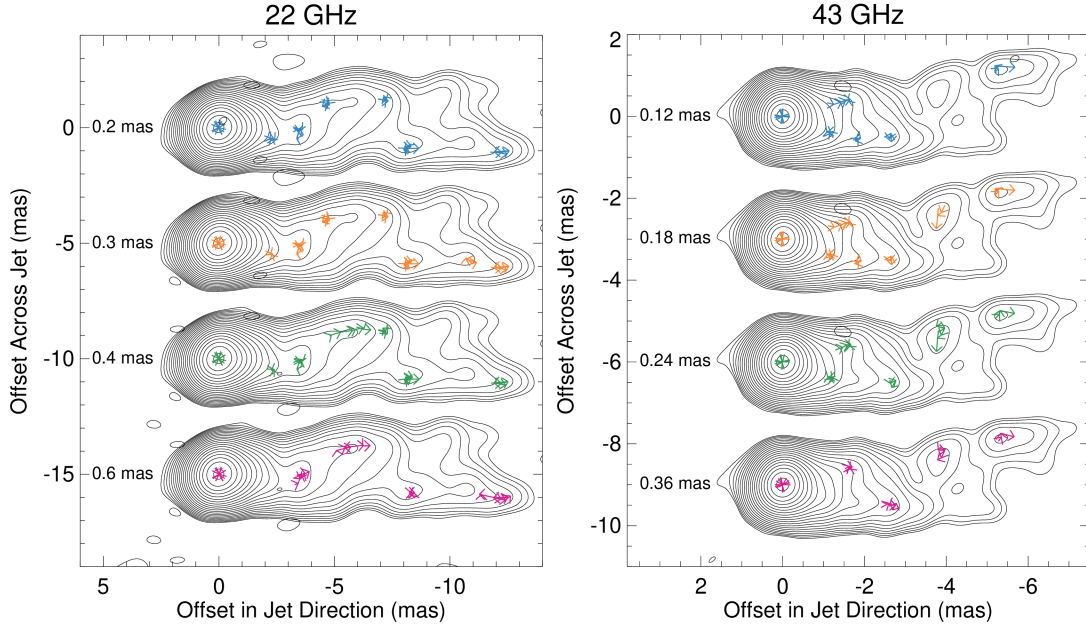 22 GHz
43 GHz
Offset Across Jet (mas)
0
-5
-10
-15
0.2 mas
0.3 mas
0.4 mas
0.6 mas
5
0
-5
-10
Offset in Jet Direction (mas)
Offset Across Jet (mas)
2
0
-2
-4
-6
-8
-10
0.12 mas
0.18 mas
0.24 mas
0.36 mas
2
0
-2
-4
-6
Offset in Jet Direction (mas)